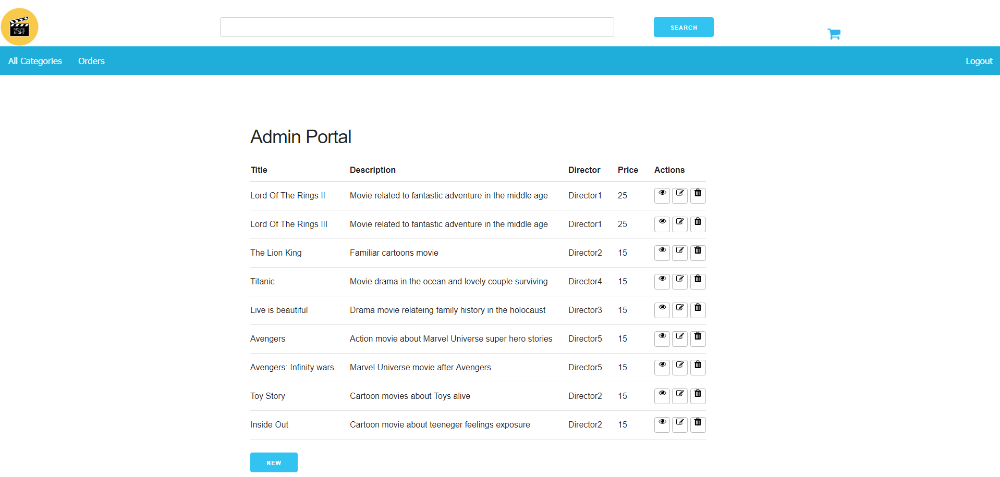 MOVIE
NIGHT
SEARCH
All Categories Orders Logout
Admin Portal
Title Description Director Price Actions
Lord Of The Rings II Movie related to fantastic adventure in the middle age Director1 25
Lord Of The Rings III Movie related to fantastic adventure in the middle age Director1 25
The Lion King Familiar cartoons movie Director2 15
Titanic Movie drama in the ocean and lovely couple surviving Director4 15
Live is beautiful Drama movie relateing family history in the holocaust Director3 15
Avengers Action movie about Marvel Universe super hero stories Director5 15
Avengers: Infinity wars Marvel Universe movie after Avengers Director5 15
Toy Story Cartoon movies about Toys alive Director2 15
Inside Out Cartoon movie about teeneger feelings exposure Director2 15
NEW